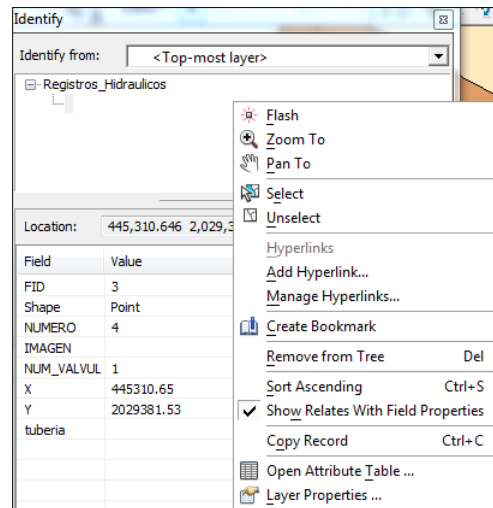 Identify
Identify from: <Top-most layer>
Registros_Hidraulicos
Flash
Zoom To
Pan To
Select
Unselect
Hyperlinks
Add Hyperlink...
Manage Hyperlinks...
Create Bookmark
Remove from Tree Del
Sort Ascending Ctrl+S
Show Relates With Field Properties
Copy Record Ctrl+C
Open Attribute Table ...
Layer Properties ...
Location: 445,310.646 2,029,3
Field Value
FID 3
Shape Point
NUMERO 4
IMAGEN
NUM_VALVUL 1
X 445310.65
Y 2029381.53
tuberia